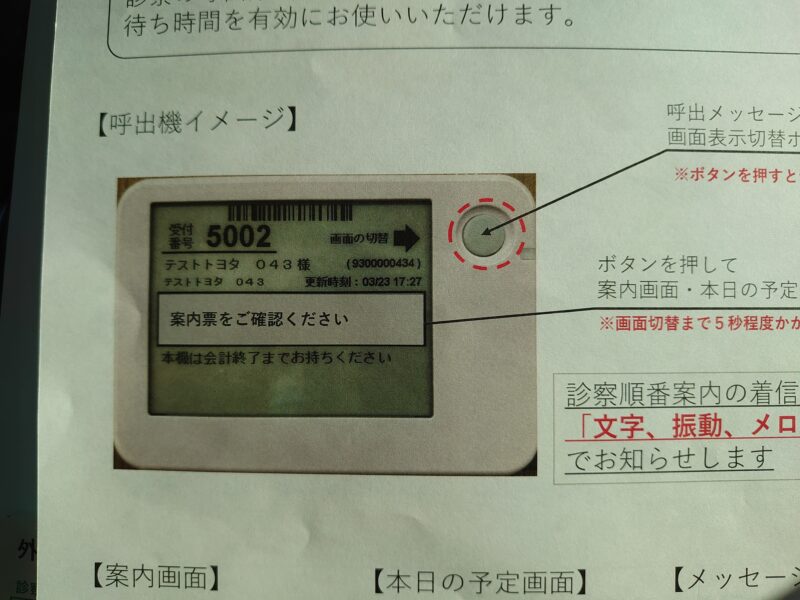 待ち時間を有効にお使いいただけます。
【呼出機イメージ】
呼出メッセージ
画面表示切替ボ
※ボタンを押すと
受付番号 5002 画面の切替
テストトヨタ 043様 (9300000434)
テストトヨタ 043 更新時刻:03/23 17:27
案内票をご確認ください
本機は会計終了までお持ちください
ボタンを押して
案内画面・本日の予定
※画面切替まで5秒程度かか
診察順番案内の着信
「文字、振動、メロ
でお知らせします
外
【案内画面】
【本日の予定画面】
【メッセージ